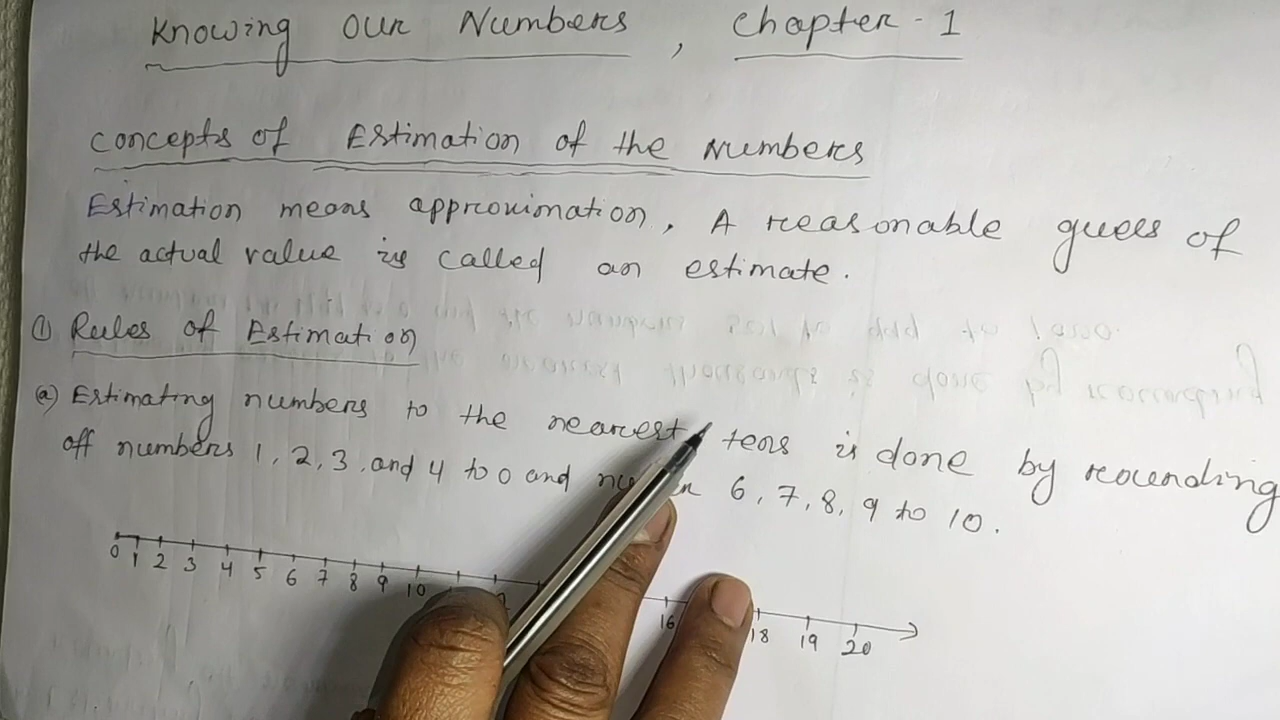 Knowing Our Numbers, Chapter-1
Concepts of Estimation of the Numbers
Estimation means approximation, A reasonable guess of
the actual value is called an estimate.
(1) Rules of Estimation
(a) Estimating numbers to the nearest tens is done by rounding
off numbers 1, 2, 3, and 4 to 0 and 6, 7, 8, 9 to 10.
0 1 2 3 4 5 6 7 8 9 10 16 18 19 20